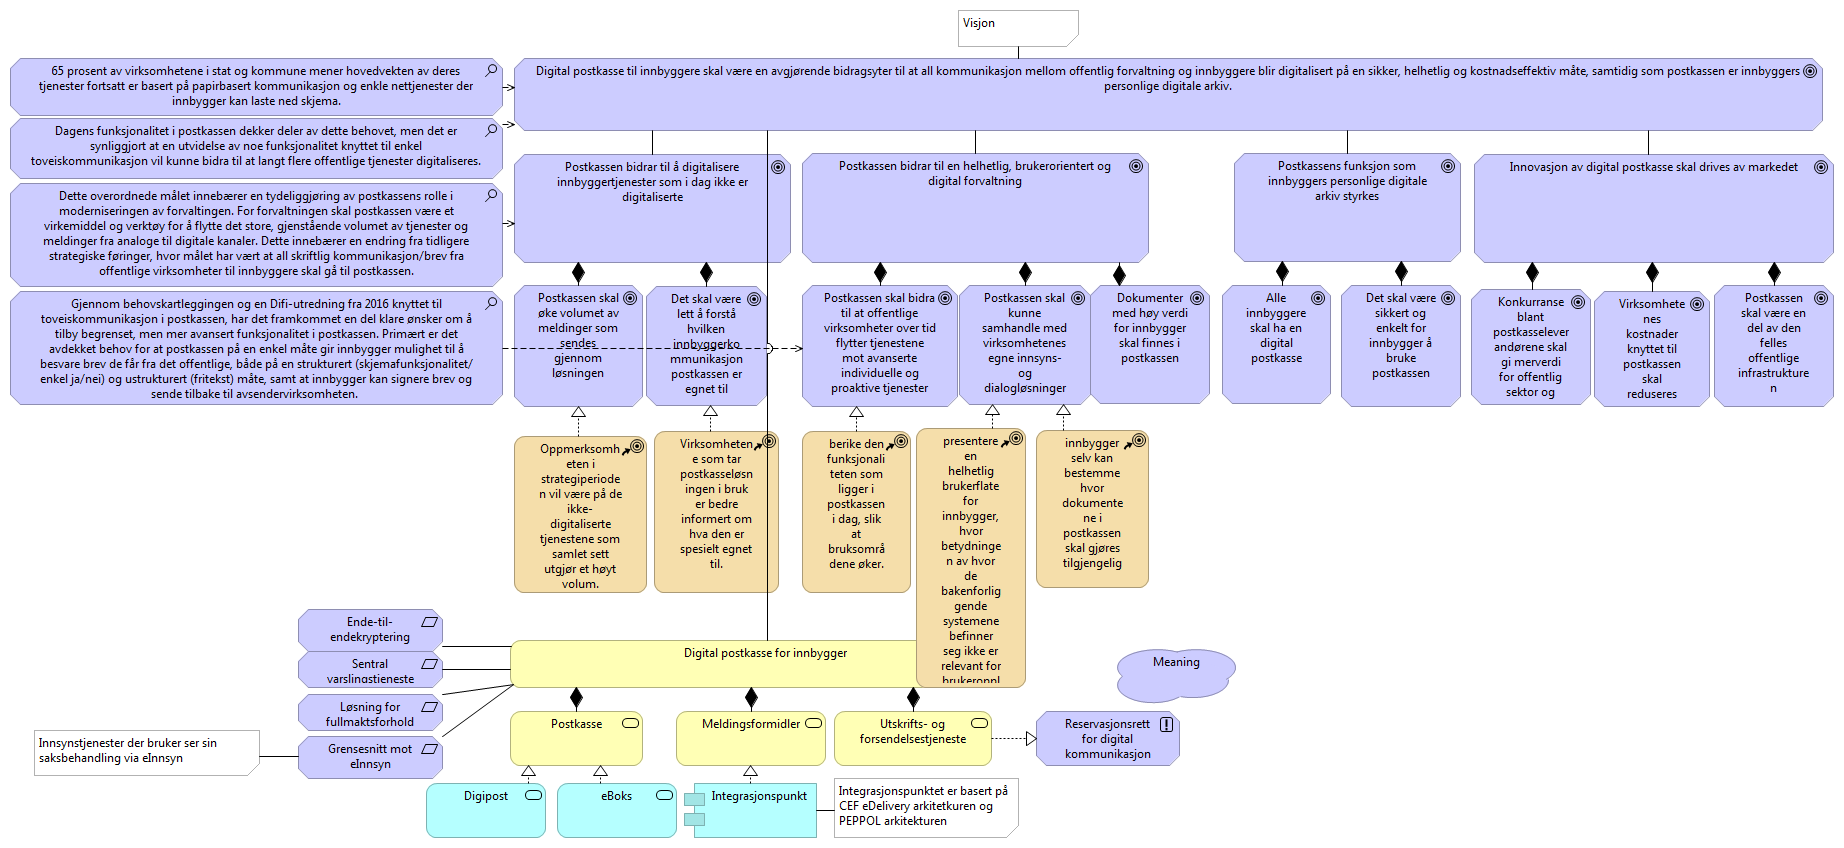 Visjon
65 prosent av virksomhetene i stat og kommune mener hovedvekten av deres
tjenester fortsatt er basert på papirbasert kommunikasjon og enkle nettjenester der
innbygger kan laste ned skjema.
Digital postkasse til innbyggere skal være en avgjørende bidragsyter til at all kommunikasjon mellom offentlig forvaltning og innbyggere blir digitalisert på en sikker, helhetlig og kostnadseffektiv måte, samtidig som postkassen er innbyggers
personlige digitale arkiv.
Dagens funksjonalitet i postkassen dekker deler av dette behovet, men det er
synliggjort at en utvidelse av noe funksjonalitet knyttet til enkel
toveiskommunikasjon vil kunne bidra til at langt flere offentlige tjenester digitaliseres.
Dette overordnede målet innebærer en tydeliggjøring av postkassens rolle i
moderniseringen av forvaltingen. For forvaltningen skal postkassen være et
virkemiddel og verktøy for å flytte det store, gjenstående volumet av tjenester og
meldinger fra analoge til digitale kanaler. Dette innebærer en endring fra tidligere
strategiske føringer, hvor målet har vært at all skriftlig kommunikasjon/brev fra
offentlige virksomheter til innbyggere skal gå til postkassen.
Gjennom behovskartleggingen og en Difi-utredning fra 2016 knyttet til
toveiskommunikasjon i postkassen, har det framkommet en del klare ønsker om å
tilby begrenset, men mer avansert funksjonalitet i postkassen. Primært er det
avdekket behov for at postkassen på en enkel måte gir innbygger mulighet til å
besvare brev de får fra det offentlige, både på en strukturert (skjemafunksjonalitet/
enkel ja/nei) og ustrukturert (fritekst) måte, samt at innbygger kan signere brev og
sende tilbake til avsendervirksomheten.
Postkassen bidrar til å digitalisere
innbyggertjenester som i dag ikke er
digitaliserte
Postkassen bidrar til en helhetlig, brukerorientert og
digital forvaltning
Postkassens funksjon som
innbyggers personlige digitale
arkiv styrkes
Innovasjon av digital postkasse skal drives av markedet
Postkassen skal
øke volumet av
meldinger som
sendes
gjennom
løsningen
Det skal være
lett å forstå
hvilken
innbyggerko
mmunikasjon
postkassen er
egnet til
Postkassen skal bidra
til at offentlige
virksomheter over tid
flytter tjenestene
mot avanserte
individuelle og
proaktive tjenester
Postkassen skal
kunne
samhandle med
virksomhetenes
egne innsyns-
og
dialogløsninger
Dokumenter
med høy verdi
for innbygger
skal finnes i
postkassen
Alle
innbyggere
skal ha en
digital
postkasse
Det skal være
sikkert og
enkelt for
innbygger å
bruke
postkassen
Konkurranse
blant
postkasselever
andørene skal
gi merverdi
for offentlig
sektor og
Virksomhete
nes
kostnader
knyttet til
postkassen
skal
reduseres
Postkassen
skal være en
del av den
felles
offentlige
infrastrukture
n
Oppmerksomh
eten i
strategiperiode
n vil være på de
ikke-
digitaliserte
tjenestene som
samlet sett
utgjør et høyt
volum.
Virksomheten
e som tar
postkasseløsn
ingen i bruk
er bedre
informert om
hva den er
spesielt egnet
til.
berike den
funksjonali
teten som
ligger i
postkassen
i dag, slik
at
bruksområ
dene øker.
presentere
en
helhetlig
brukerflate
for
innbygger,
hvor
betydninge
n av hvor
de
bakenforlig
gende
systemene
befinner
seg ikke er
relevant for
brukeroppl
innbygger
selv kan
bestemme
hvor
dokumente
ne i
postkassen
skal gjøres
tilgjengelig
Ende-til-
endekryptering
Sentral
varslingstjeneste
Løsning for
fullmaktsforhold
Grensesnitt mot
eInnsyn
Innsynstjenester der bruker ser sin
saksbehandling via eInnsyn
Digital postkasse for innbygger
Meaning
Postkasse
Meldingsformidler
Utskrifts- og
forsendelsestjeneste
Reservasjonsrett
for digital
kommunikasjon
Digipost
eBoks
Integrasjonspunkt
Integrasjonspunktet er basert på
CEF eDelivery arkitetkuren og
PEPPOL arkitekturen